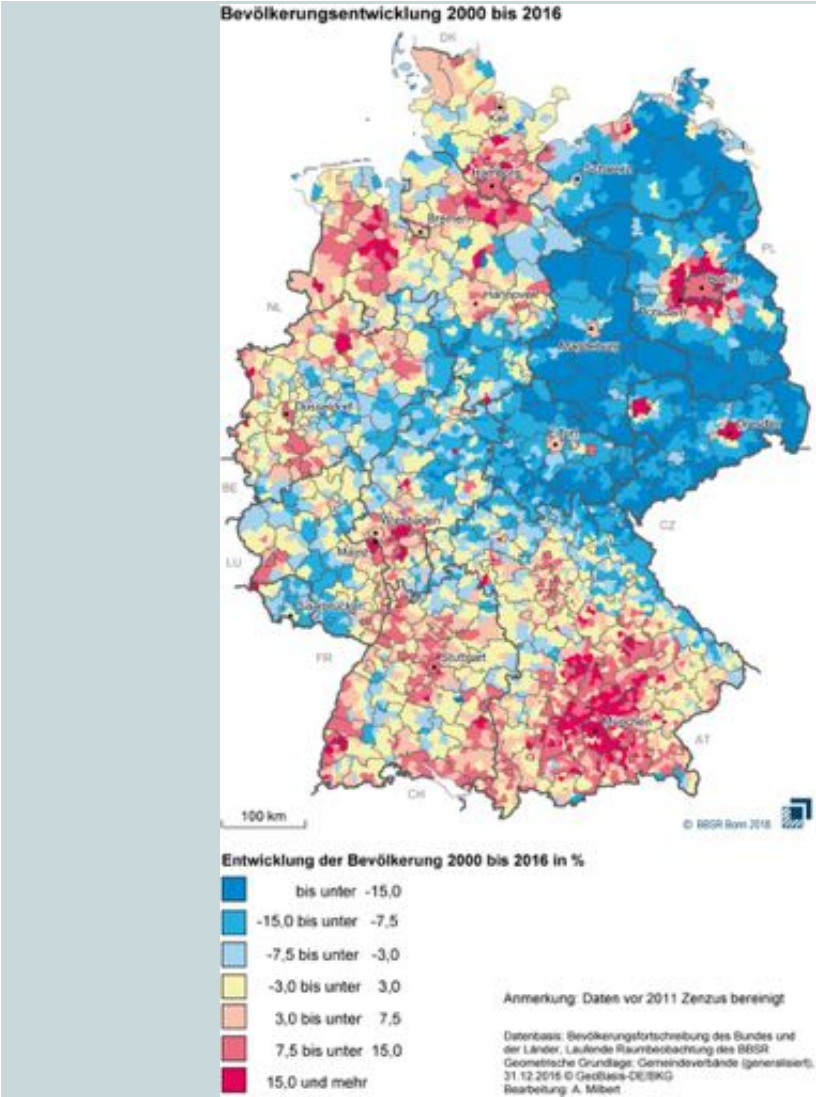 Bevölkerungsentwicklung 2000 bis 2016
DK
Kiel
Schwerin
Hamburg
Bremen
PL
Berlin
Potsdam
Hannover
NL
Magdeburg
Düsseldorf
Erfurt
Dresden
BE
Wiesbaden
CZ
Mainz
LU
Saarbrücken
FR
Stuttgart
München
AT
CH
100 km
© BBSR Bonn 2018
Entwicklung der Bevölkerung 2000 bis 2016 in %
bis unter -15,0
-15,0 bis unter -7,5
-7,5 bis unter -3,0
-3,0 bis unter 3,0
3,0 bis unter 7,5
7,5 bis unter 15,0
15,0 und mehr
Anmerkung: Daten vor 2011 Zenzus bereinigt
Datenbasis: Bevölkerungsfortschreibung des Bundes und
der Länder, Laufende Raumbeobachtung des BBSR
Geometrische Grundlage: Gemeindeverbände (generalisiert),
31.12.2016 © GeoBasis-DE/BKG
Bearbeitung: A. Milbert